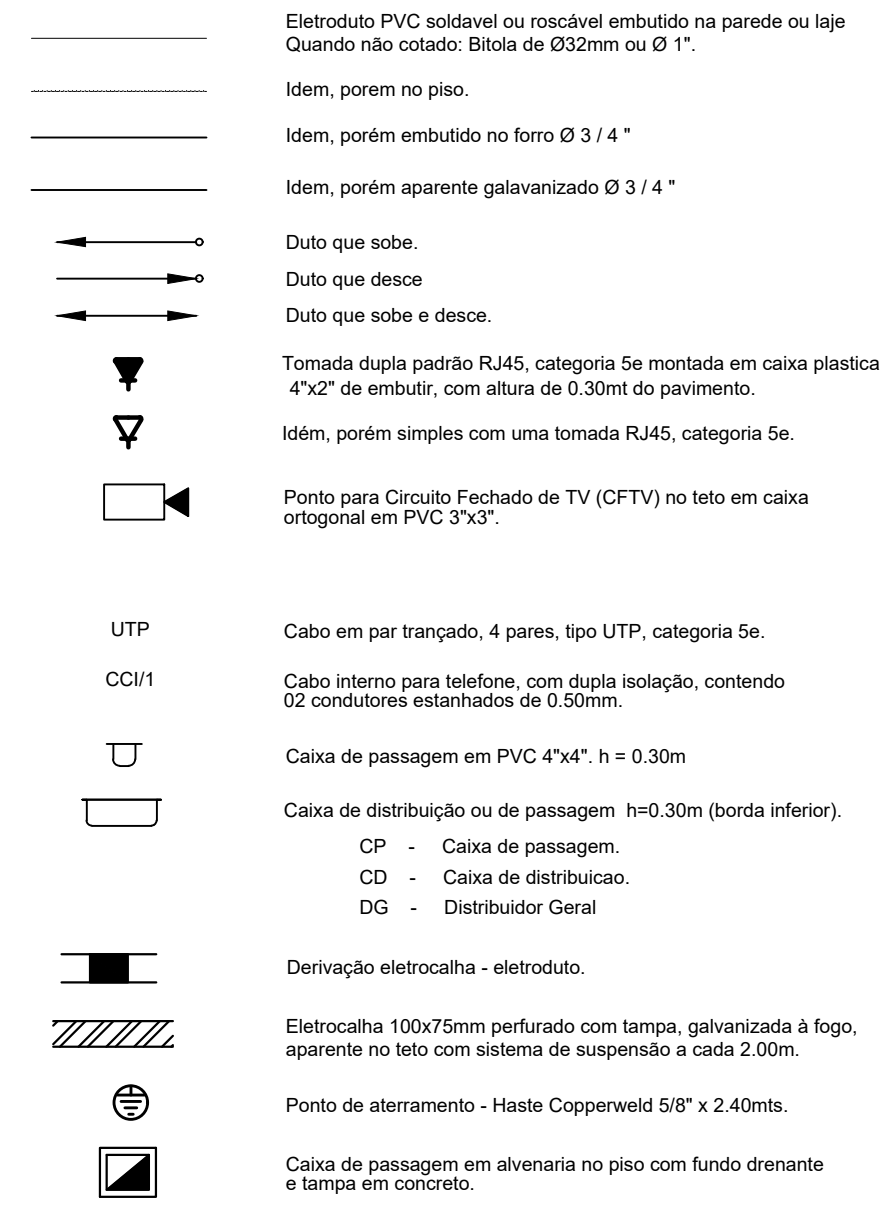 Eletroduto PVC soldavel ou roscável embutido na parede ou laje
Quando não cotado: Bitola de Ø32mm ou Ø 1".
Idem, porem no piso.
Idem, porém embutido no forro Ø 3 / 4 "
Idem, porém aparente galavanizado Ø 3 / 4 "
Duto que sobe.
Duto que desce
Duto que sobe e desce.
Tomada dupla padrão RJ45, categoria 5e montada em caixa plastica
4"x2" de embutir, com altura de 0.30mt do pavimento.
Idém, porém simples com uma tomada RJ45, categoria 5e.
Ponto para Circuito Fechado de TV (CFTV) no teto em caixa
ortogonal em PVC 3"x3".
UTP Cabo em par trançado, 4 pares, tipo UTP, categoria 5e.
CCI/1 Cabo interno para telefone, com dupla isolação, contendo
02 condutores estanhados de 0.50mm.
Caixa de passagem em PVC 4"x4". h = 0.30m
Caixa de distribuição ou de passagem h=0.30m (borda inferior).
CP - Caixa de passagem.
CD - Caixa de distribuicao.
DG - Distribuidor Geral
Derivação eletrocalha - eletroduto.
Eletrocalha 100x75mm perfurado com tampa, galvanizada à fogo,
aparente no teto com sistema de suspensão a cada 2.00m.
Ponto de aterramento - Haste Copperweld 5/8" x 2.40mts.
Caixa de passagem em alvenaria no piso com fundo drenante
e tampa em concreto.